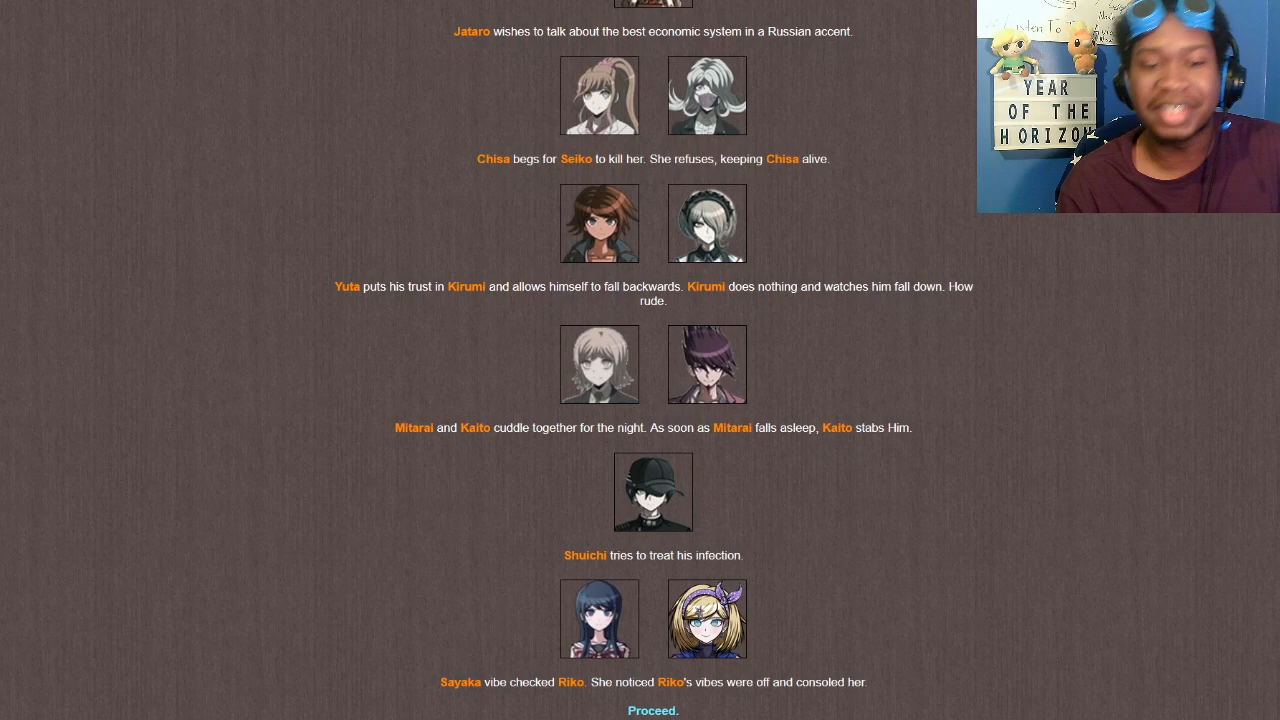 Jataro wishes to talk about the best economic system in a Russian accent.
Chisa begs for Seiko to kill her. She refuses, keeping Chisa alive.
Yuta puts his trust in Kirumi and allows himself to fall backwards. Kirumi does nothing and watches him fall down. How
rude.
Mitarai and Kaito cuddle together for the night. As soon as Mitarai falls asleep, Kaito stabs Him.
Shuichi tries to treat his infection.
Sayaka vibe checked Riko. She noticed Riko's vibes were off and consoled her.
Proceed.
Listen To
YEAR
OF THE
HORIZON